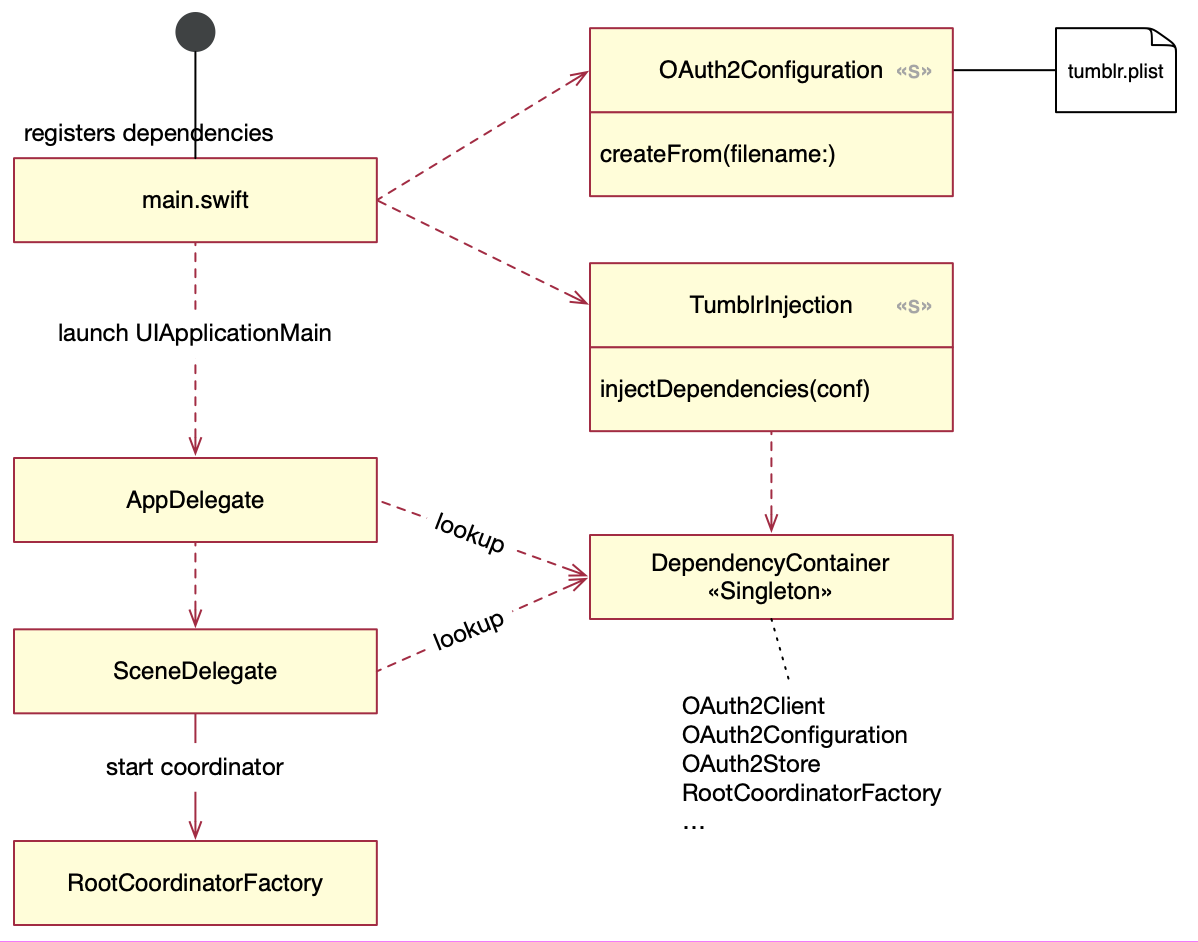 OAuth2Configuration «S»
tumblr.plist
registers dependencies
createFrom(filename:)
main.swift
TumblrInjection «S»
launch UIApplicationMain
injectDependencies(conf)
AppDelegate
lookup
DependencyContainer
«Singleton»
lookup
SceneDelegate
OAuth2Client
OAuth2Configuration
OAuth2Store
RootCoordinatorFactory
...
start coordinator
RootCoordinatorFactory